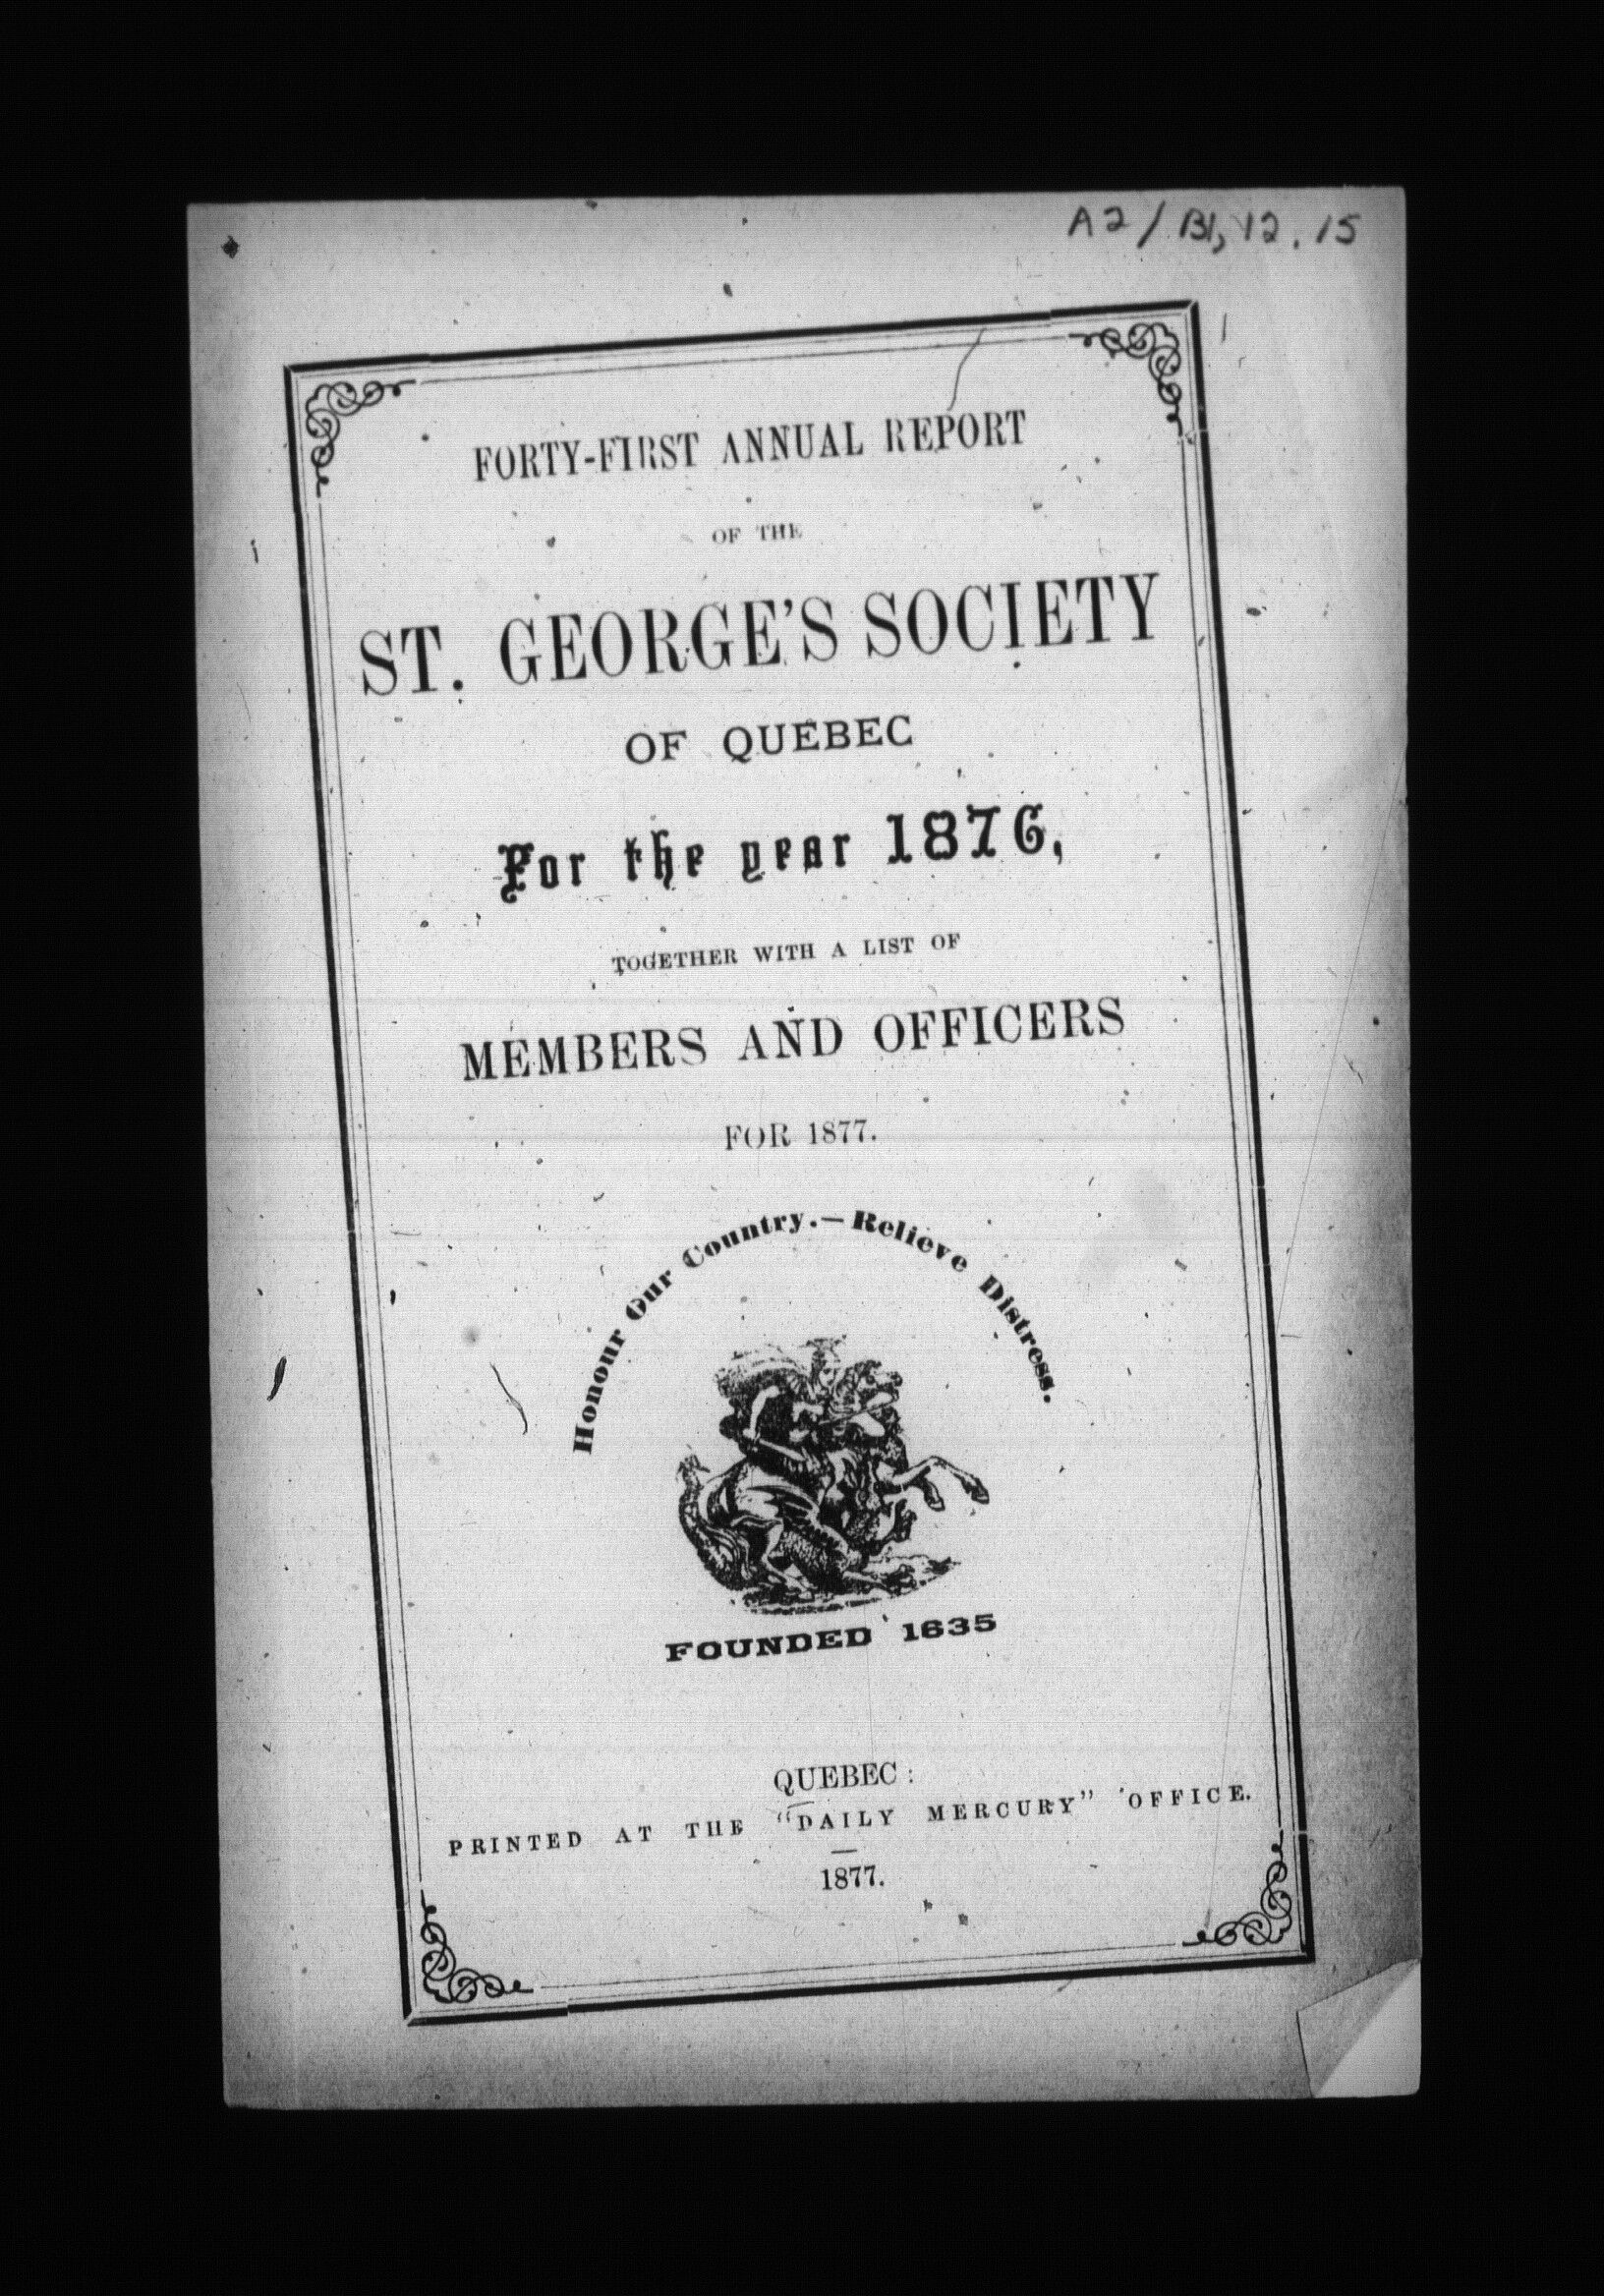 A2/B1,12.15
FORTY-FIRST ANNUAL REPORT
OF THE
ST. GEORGE'S SOCIETY
OF QUEBEC
For the year 1876,
TOGETHER WITH A LIST OF
MEMBERS AND OFFICERS
FOR 1877.
Honour Our Country.—Relieve Distress.
FOUNDED 1635
QUEBEC:
PRINTED AT THE "DAILY MERCURY" OFFICE.
1877.